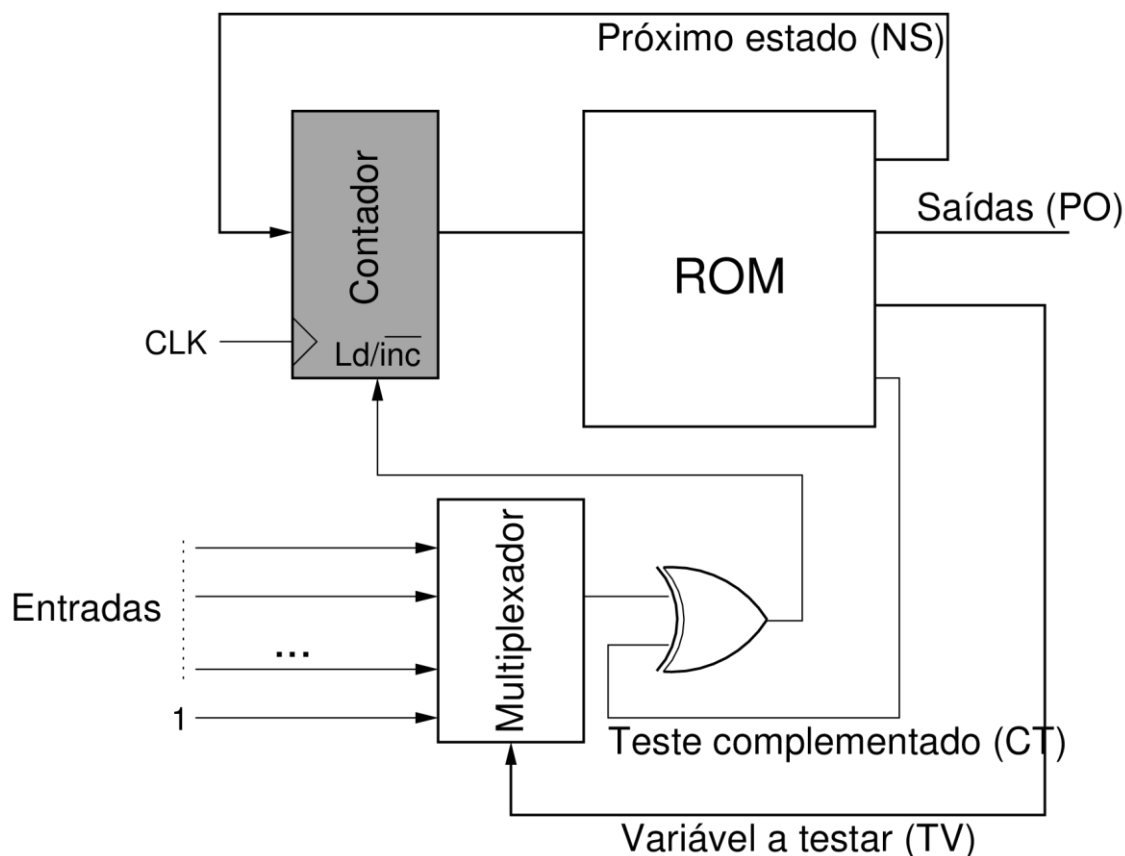 Próximo estado (NS)
Contador
ROM
Saídas (PO)
CLK
Ld/inc
Multiplexador
Entradas
...
1
Teste complementado (CT)
Variável a testar (TV)